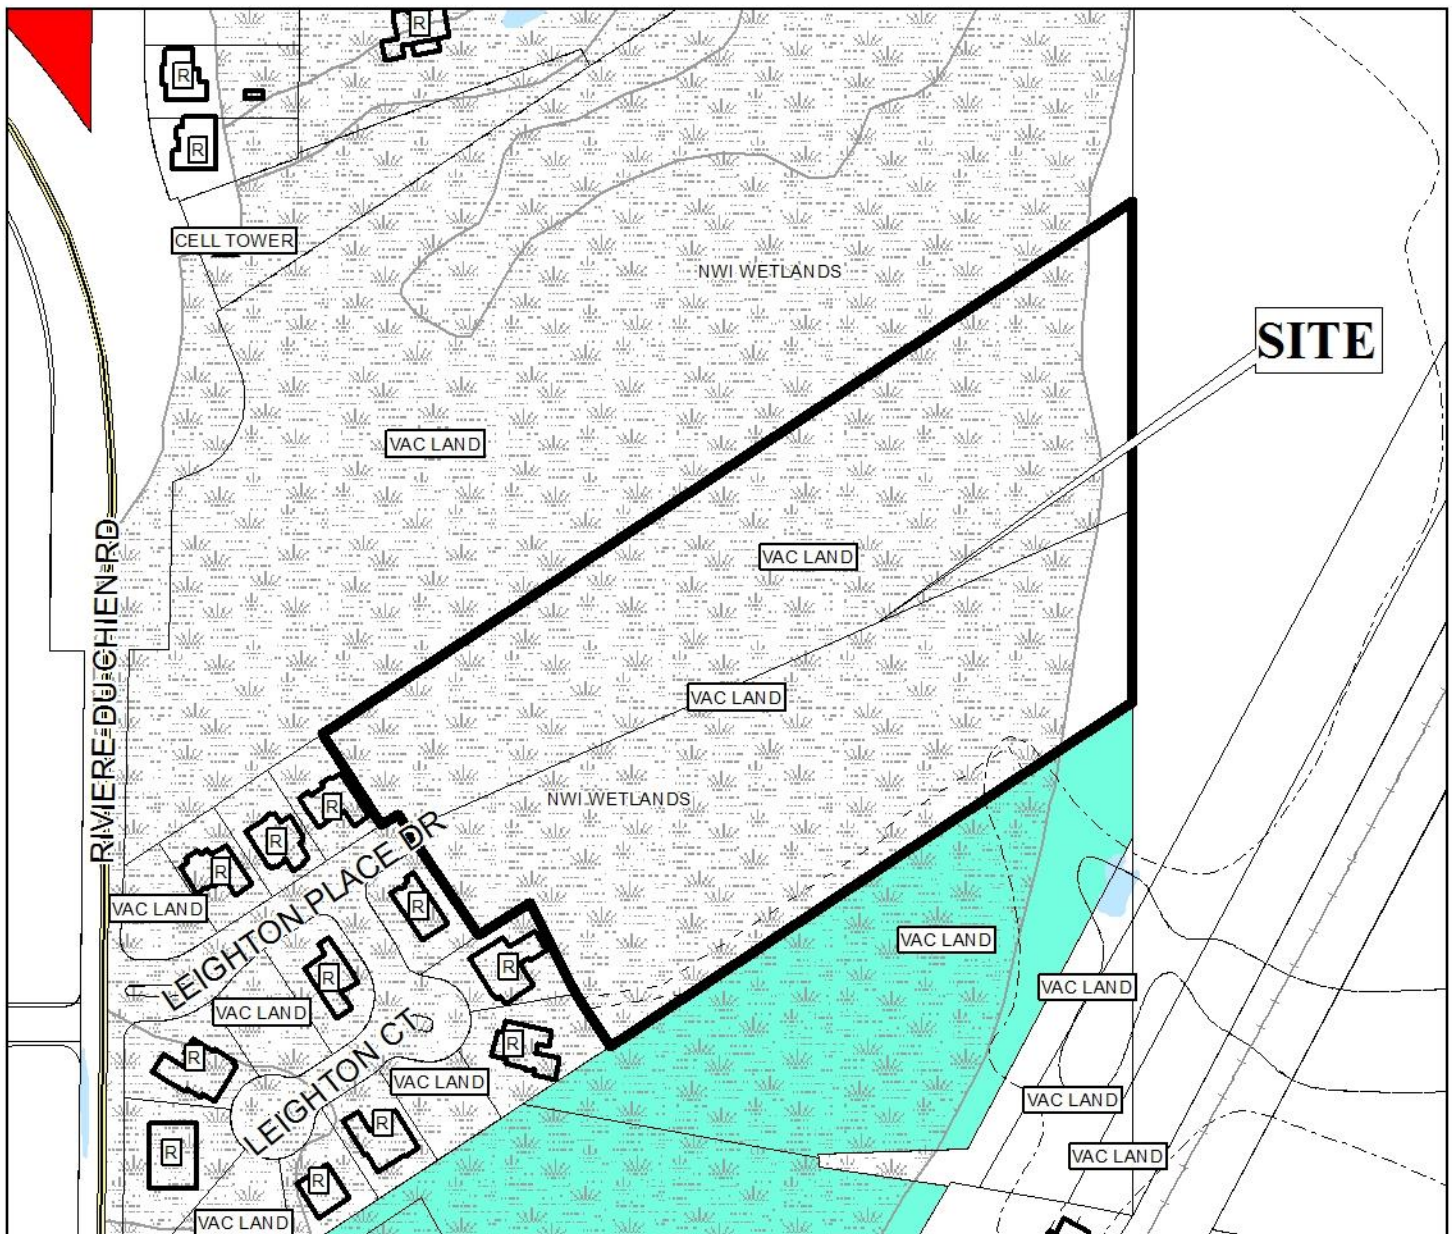 R
R
R
CELL TOWER
NWI WETLANDS
SITE
VAC LAND
VAC LAND
RIVIERE DU CHIEN RD
VAC LAND
NWI WETLANDS
R
R
R
LEIGHTON PLACE DR
VAC LAND
R
VAC LAND
R
R
VAC LAND
VAC LAND
LEIGHTON CT
R
R
VAC LAND
VAC LAND
R
R
VAC LAND
R
VAC LAND